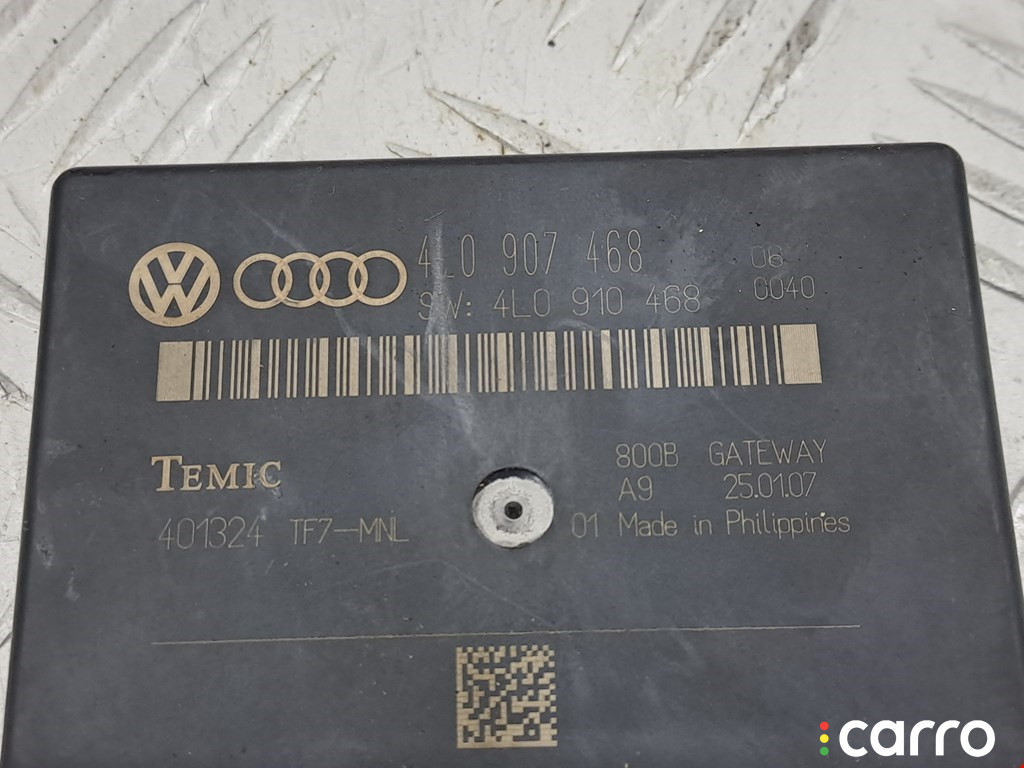 4L0 907 468
SW: 4L0 910 468 0040
TEMIC
800B GATEWAY
A9 25.01.07
401324 TF7-MNL
01 Made in Philippines
carro